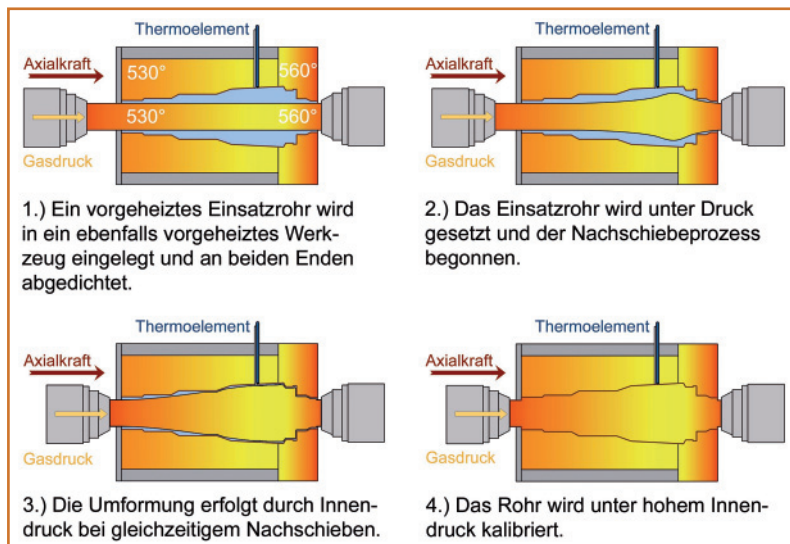 Thermoelement
Axialkraft
530°
560°
530°
560°
Gasdruck
1.) Ein vorgeheiztes Einsatzrohr wird
in ein ebenfalls vorgeheiztes Werk-
zeug eingelegt und an beiden Enden
abgedichtet.
Thermoelement
Axialkraft
Gasdruck
2.) Das Einsatzrohr wird unter Druck
gesetzt und der Nachschiebeprozess
begonnen.
Thermoelement
Axialkraft
Gasdruck
3.) Die Umformung erfolgt durch Innen-
druck bei gleichzeitigem Nachschieben.
Thermoelement
Axialkraft
Gasdruck
4.) Das Rohr wird unter hohem Innen-
druck kalibriert.